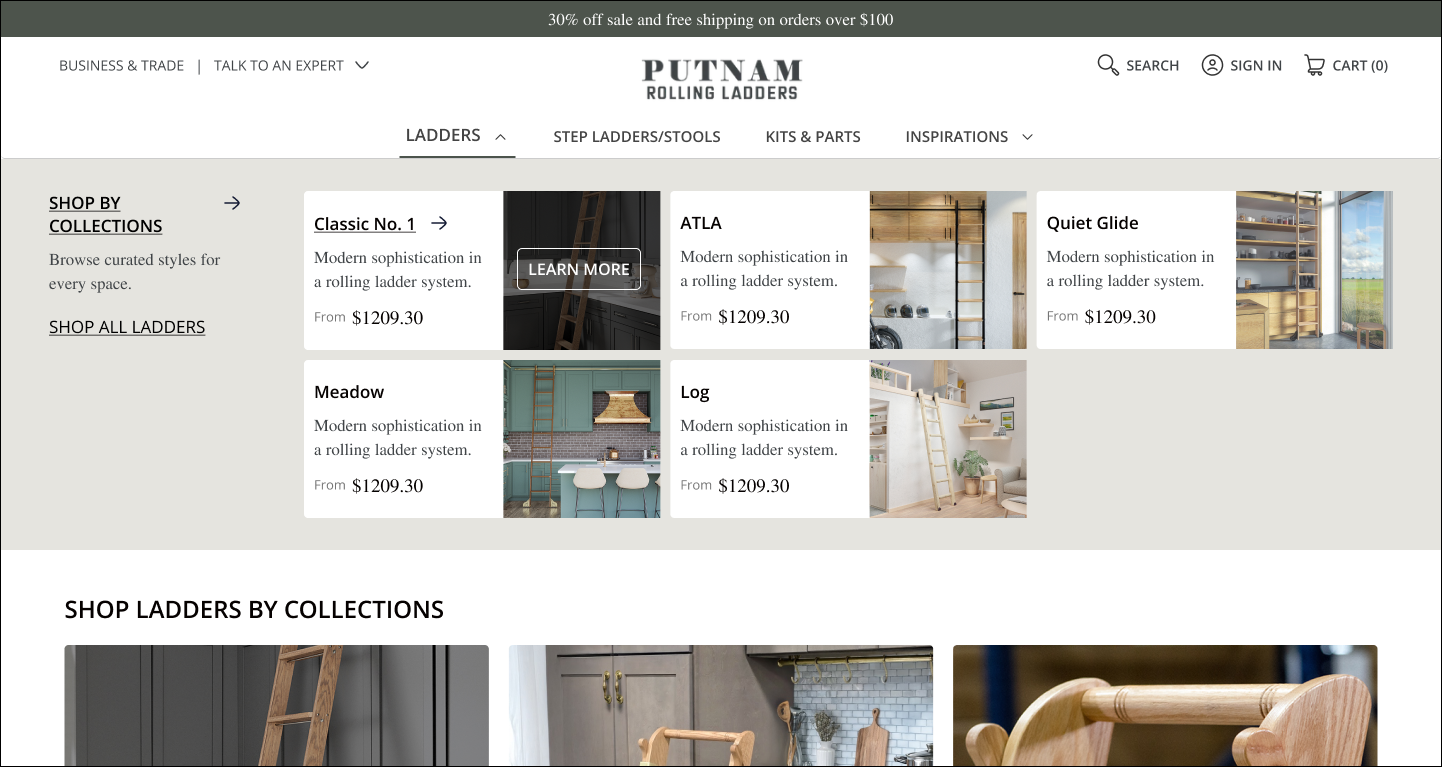 30% off sale and free shipping on orders over $100
BUSINESS & TRADE | TALK TO AN EXPERT
PUTNAM
ROLLING LADDERS
SEARCH
SIGN IN
CART (0)
LADDERS
STEP LADDERS/STOOLS
KITS & PARTS
INSPIRATIONS
SHOP BY
COLLECTIONS
Browse curated styles for
every space.
SHOP ALL LADDERS
Classic No. 1
Modern sophistication in
a rolling ladder system.
From $1209.30
LEARN MORE
ATLA
Modern sophistication in
a rolling ladder system.
From $1209.30
Quiet Glide
Modern sophistication in
a rolling ladder system.
From $1209.30
Meadow
Modern sophistication in
a rolling ladder system.
From $1209.30
Log
Modern sophistication in
a rolling ladder system.
From $1209.30
SHOP LADDERS BY COLLECTIONS